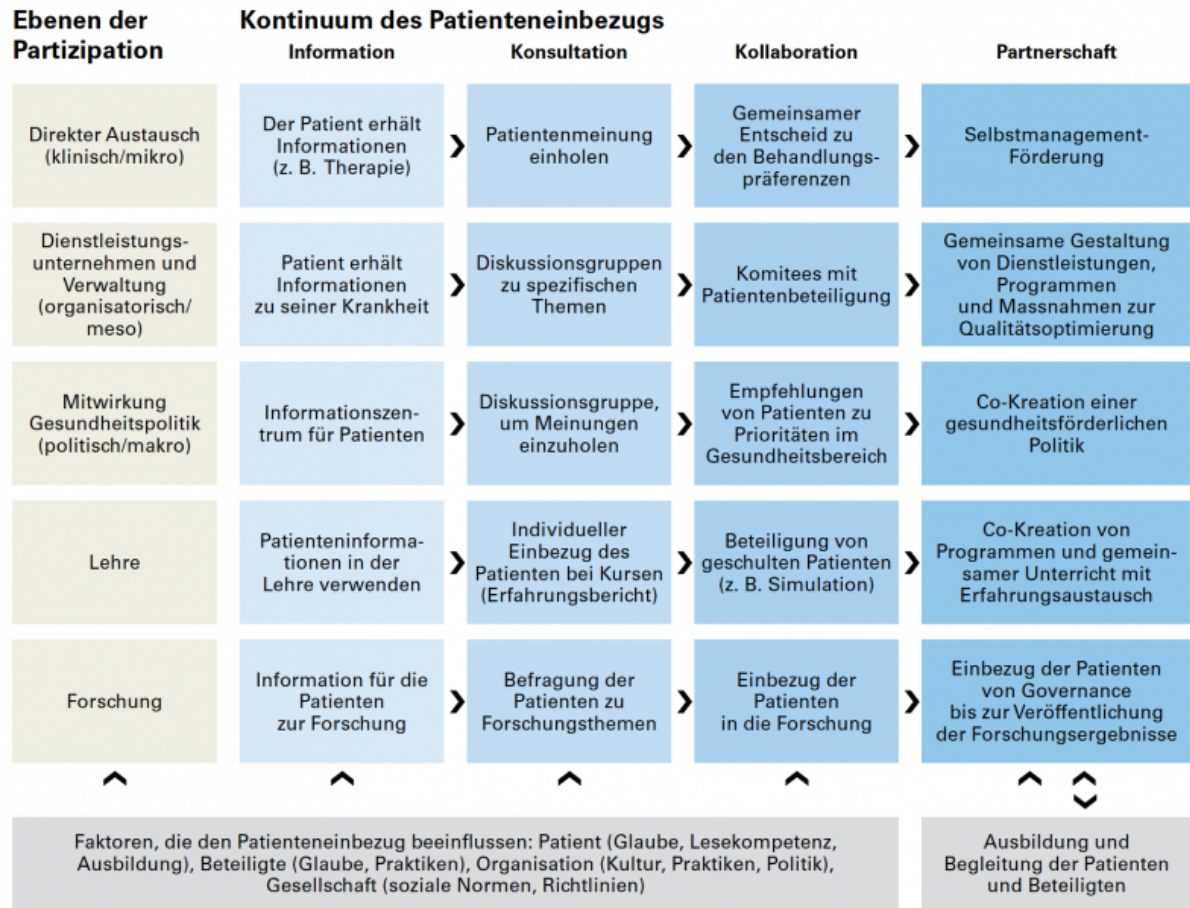 Ebenen der
Partizipation
Kontinuum des Patienteneinbezugs
Information
Konsultation
Kollaboration
Partnerschaft
Direkter Austausch
(klinisch/mikro)
Der Patient erhält
Informationen
(z. B. Therapie)
Patientenmeinung
einholen
Gemeinsamer
Entscheid zu
den Behandlungs-
präferenzen
Selbstmanagement-
Förderung
Dienstleistungs-
unternehmen und
Verwaltung
(organisatorisch/
meso)
Patient erhält
Informationen
zu seiner Krankheit
Diskussionsgruppen
zu spezifischen
Themen
Komitees mit
Patientenbeteiligung
Gemeinsame Gestaltung
von Dienstleistungen,
Programmen
und Massnahmen zur
Qualitätsoptimierung
Mitwirkung
Gesundheitspolitik
(politisch/makro)
Informationszen-
trum für Patienten
Diskussionsgruppe,
um Meinungen
einzuholen
Empfehlungen
von Patienten zu
Prioritäten im
Gesundheitsbereich
Co-Kreation einer
gesundheitsförderlichen
Politik
Lehre
Patienteninforma-
tionen in der
Lehre verwenden
Individueller
Einbezug des
Patienten bei Kursen
(Erfahrungsbericht)
Beteiligung von
geschulten Patienten
(z. B. Simulation)
Co-Kreation von
Programmen und gemein-
samer Unterricht mit
Erfahrungsaustausch
Forschung
Information für die
Patienten
zur Forschung
Befragung der
Patienten zu
Forschungsthemen
Einbezug der
Patienten
in die Forschung
Einbezug der Patienten
von Governance
bis zur Veröffentlichung
der Forschungsergebnisse
Faktoren, die den Patienteneinbezug beeinflussen: Patient (Glaube, Lesekompetenz,
Ausbildung), Beteiligte (Glaube, Praktiken), Organisation (Kultur, Praktiken, Politik),
Gesellschaft (soziale Normen, Richtlinien)
Ausbildung und
Begleitung der Patienten
und Beteiligten